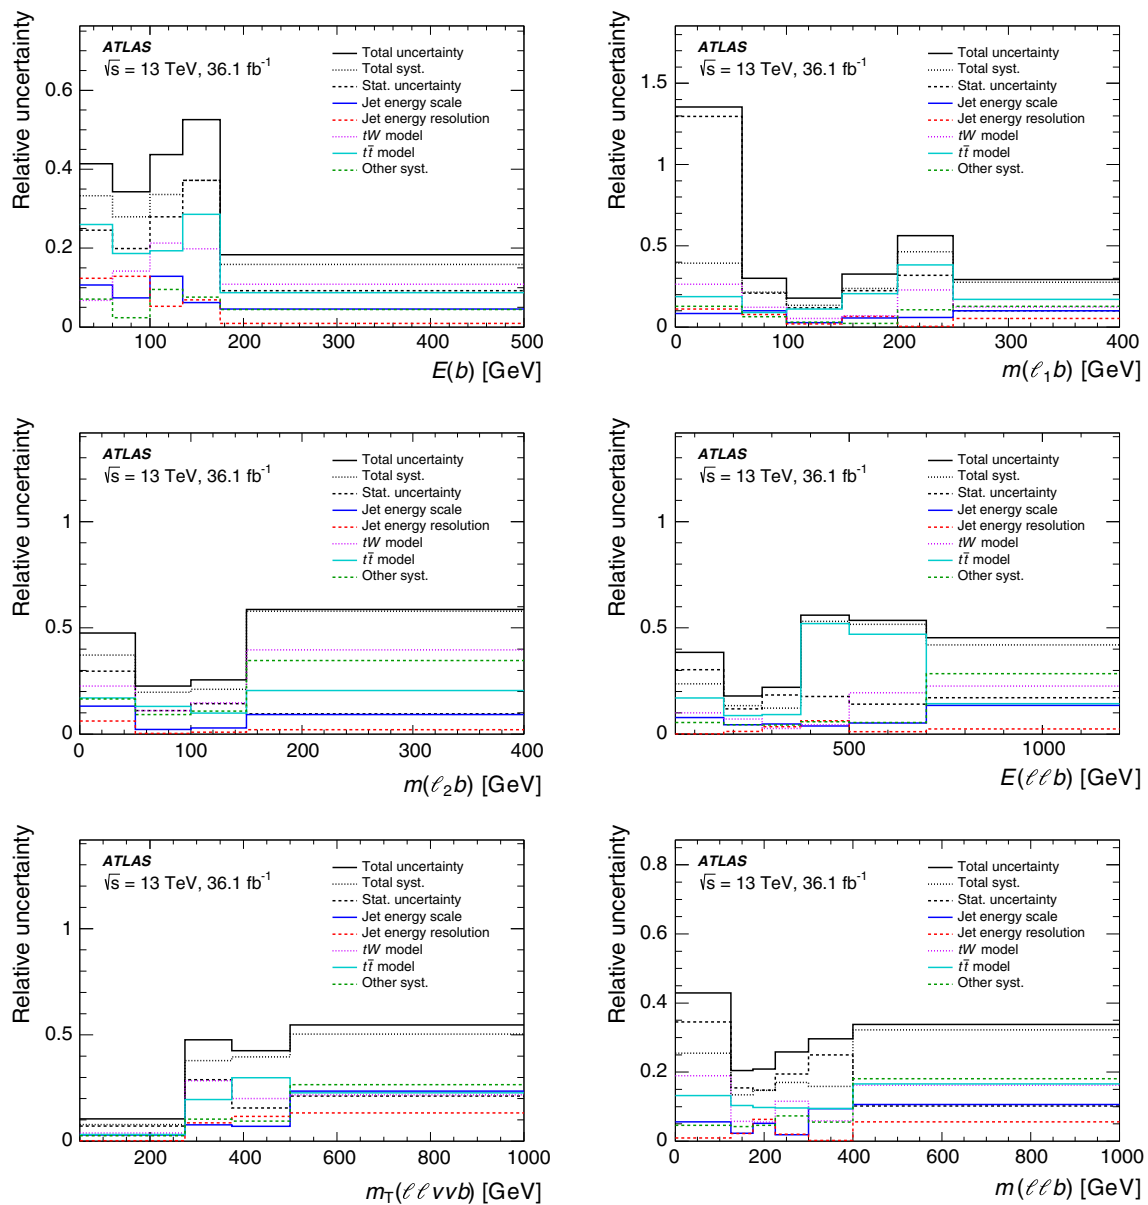 Relative uncertainty
ATLAS
√s = 13 TeV, 36.1 fb⁻¹
Total uncertainty
Total syst.
Stat. uncertainty
Jet energy scale
Jet energy resolution
tW model
tt̄ model
Other syst.
0.6
0.4
0.2
0
100 200 300 400 500
E(b) [GeV]
Relative uncertainty
ATLAS
√s = 13 TeV, 36.1 fb⁻¹
Total uncertainty
Total syst.
Stat. uncertainty
Jet energy scale
Jet energy resolution
tW model
tt̄ model
Other syst.
1.5
1
0.5
0
0 100 200 300 400
m(ℓ₁b) [GeV]
Relative uncertainty
ATLAS
√s = 13 TeV, 36.1 fb⁻¹
Total uncertainty
Total syst.
Stat. uncertainty
Jet energy scale
Jet energy resolution
tW model
tt̄ model
Other syst.
1
0.5
0
0 100 200 300 400
m(ℓ₂b) [GeV]
Relative uncertainty
ATLAS
√s = 13 TeV, 36.1 fb⁻¹
Total uncertainty
Total syst.
Stat. uncertainty
Jet energy scale
Jet energy resolution
tW model
tt̄ model
Other syst.
1
0.5
0
500 1000
E(ℓℓb) [GeV]
Relative uncertainty
ATLAS
√s = 13 TeV, 36.1 fb⁻¹
Total uncertainty
Total syst.
Stat. uncertainty
Jet energy scale
Jet energy resolution
tW model
tt̄ model
Other syst.
1
0.5
0
200 400 600 800 1000
m_T(ℓℓννb) [GeV]
Relative uncertainty
ATLAS
√s = 13 TeV, 36.1 fb⁻¹
Total uncertainty
Total syst.
Stat. uncertainty
Jet energy scale
Jet energy resolution
tW model
tt̄ model
Other syst.
0.8
0.6
0.4
0.2
0
0 200 400 600 800 1000
m(ℓℓb) [GeV]